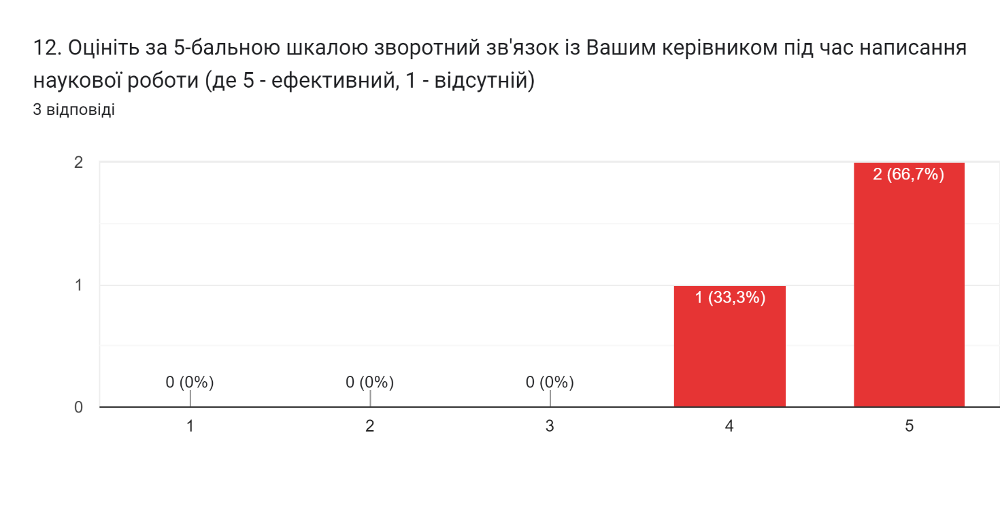 12. Оцініть за 5-бальною шкалою зворотний зв'язок із Вашим керівником під час написання
наукової роботи (де 5 - ефективний, 1 - відсутній)
3 відповіді
2
2 (66,7%)
1
1 (33,3%)
0 (0%) 0 (0%) 0 (0%)
0
1 2 3 4 5